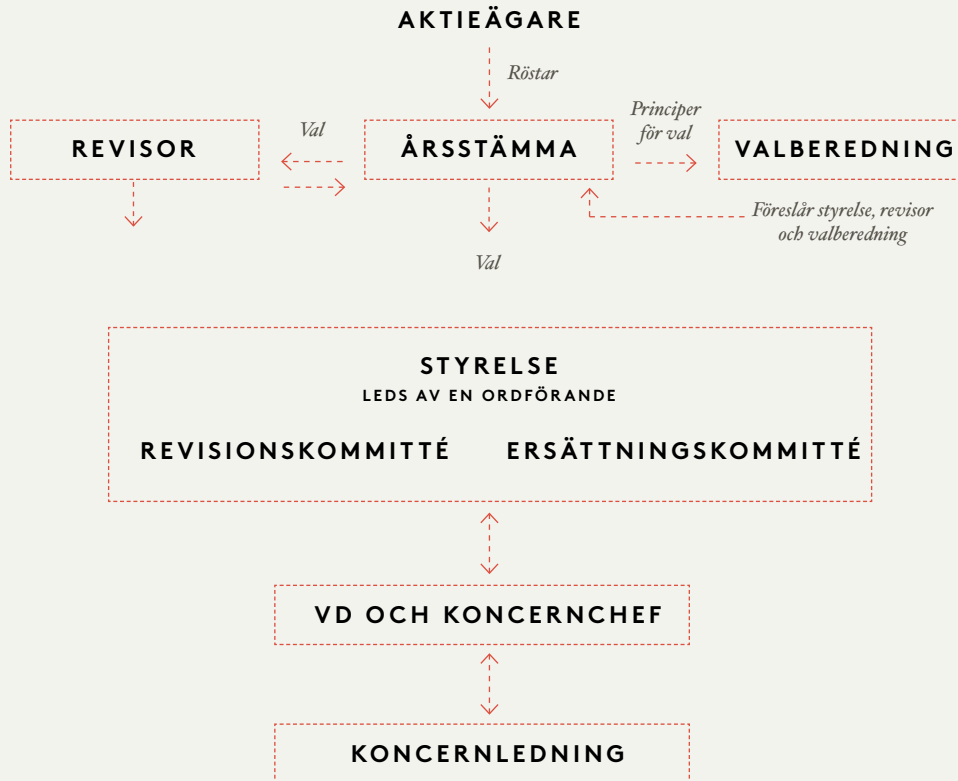 AKTIEÄGARE
Röstar
Principer
för val
Val
REVISOR
ÅRSSTÄMMA
VALBEREDNING
Föreslår styrelse, revisor
och valberedning
Val
STYRELSE
LEDS AV EN ORDFÖRANDE
REVISIONSKOMMITTÉ
ERSÄTTNINGSKOMMITTÉ
VD OCH KONCERNCHEF
KONCERNLEDNING